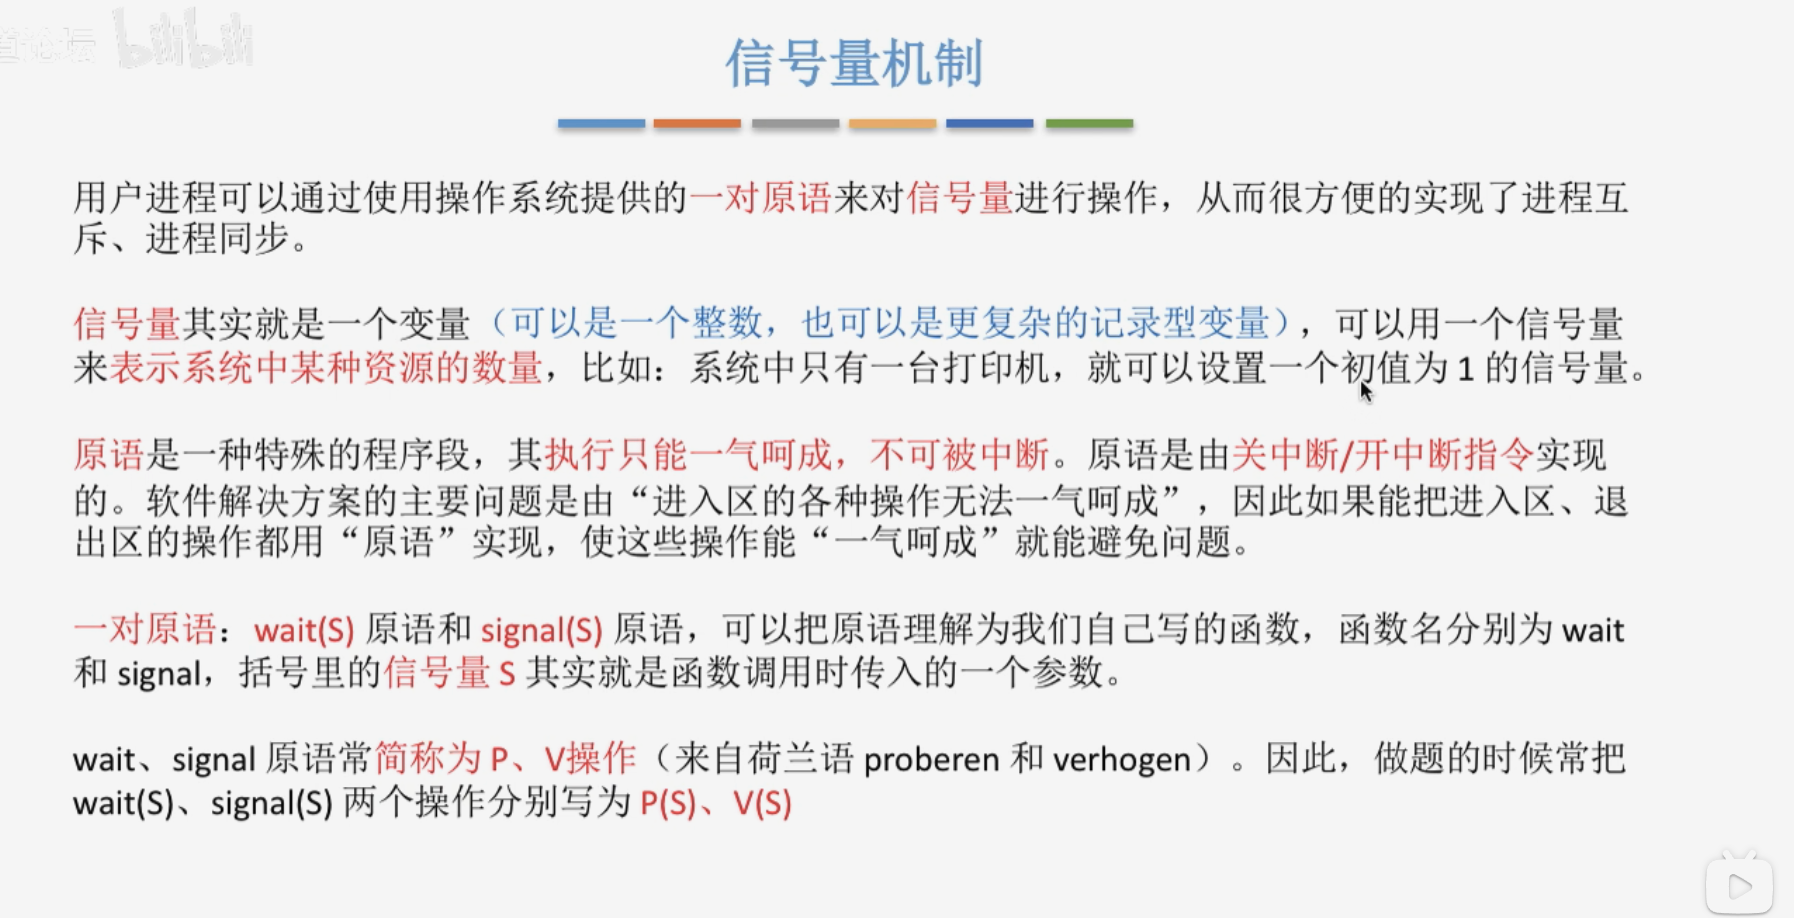 道论坛 bilibili
信号量机制
用户进程可以通过使用操作系统提供的一对原语来对信号量进行操作，从而很方便的实现了进程互
斥、进程同步。
信号量其实就是一个变量（可以是一个整数，也可以是更复杂的记录型变量），可以用一个信号量
来表示系统中某种资源的数量，比如：系统中只有一台打印机，就可以设置一个初值为 1 的信号量。
原语是一种特殊的程序段，其执行只能一气呵成，不可被中断。原语是由关中断/开中断指令实现
的。软件解决方案的主要问题是由“进入区的各种操作无法一气呵成”，因此如果能把进入区、退
出区的操作都用“原语”实现，使这些操作能“一气呵成”就能避免问题。
一对原语：wait(S) 原语和 signal(S) 原语，可以把原语理解为我们自己写的函数，函数名分别为 wait
和 signal，括号里的信号量 S 其实就是函数调用时传入的一个参数。
wait、signal 原语常简称为 P、V操作（来自荷兰语 proberen 和 verhogen）。因此，做题的时候常把
wait(S)、signal(S) 两个操作分别写为 P(S)、V(S)